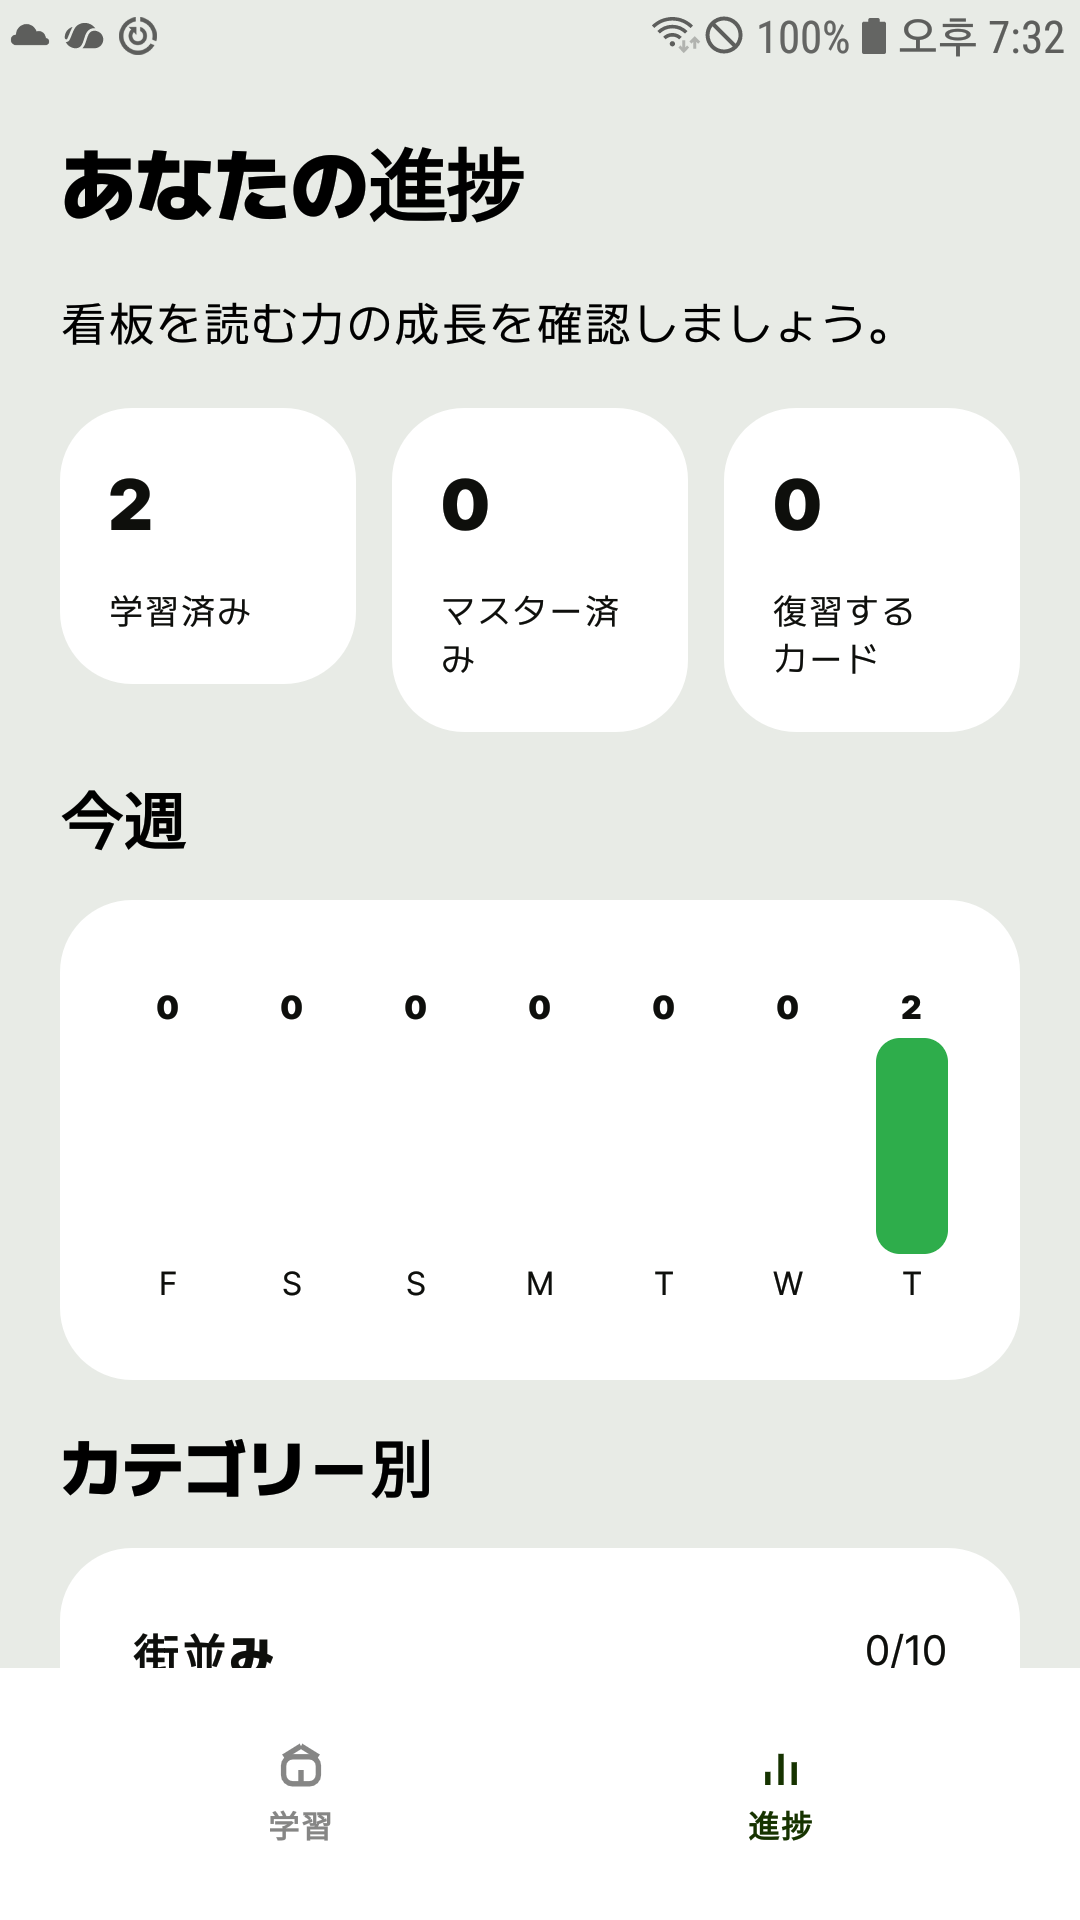 100% 오후 7:32
あなたの進捗
看板を読む力の成長を確認しましょう。
2
学習済み
0
マスター済
み
0
復習する
カード
今週
0 0 0 0 0 0 2
F S S M T W T
カテゴリー別
街並み 0/10
学習 進捗